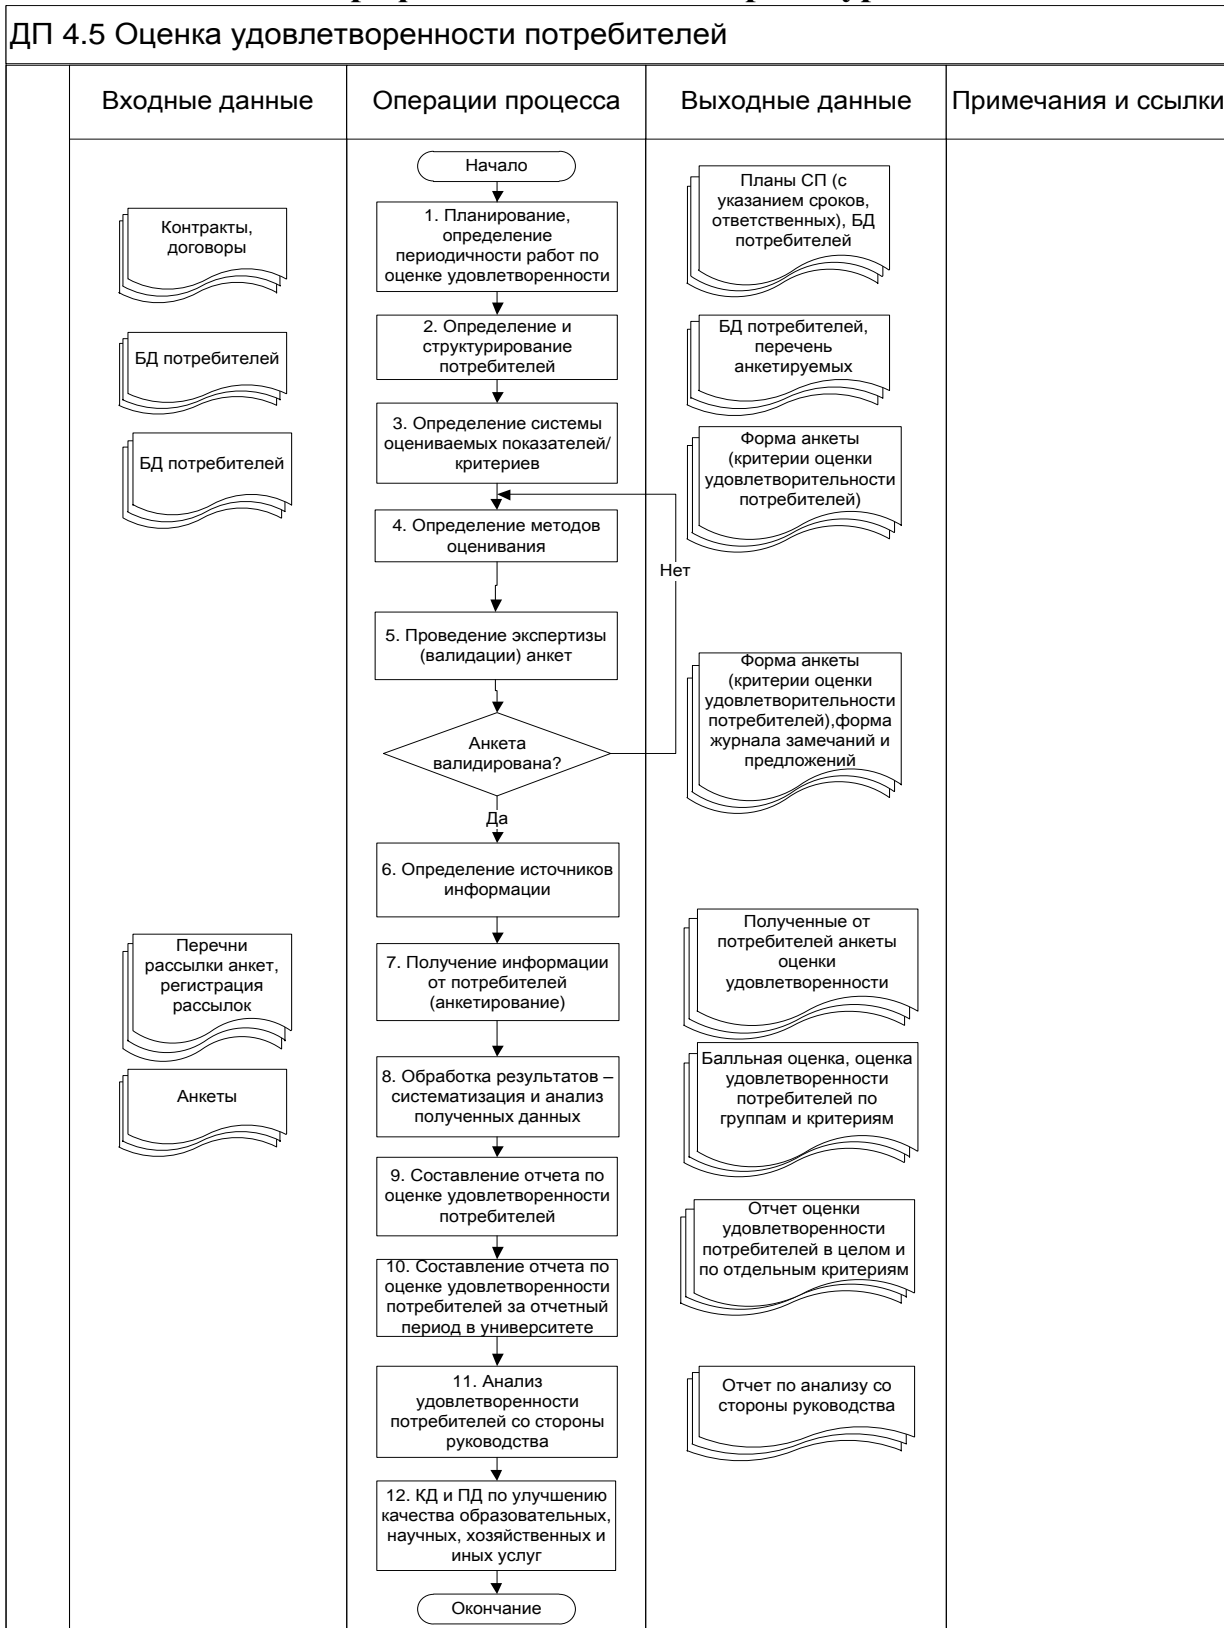 ДП 4.5 Оценка удовлетворенности потребителей
Входные данные
Операции процесса
Выходные данные
Примечания и ссылки
Начало
Контракты,
договоры
1. Планирование,
определение
периодичности работ по
оценке удовлетворенности
Планы СП (с
указанием сроков,
ответственных), БД
потребителей
БД потребителей
2. Определение и
структурирование
потребителей
БД потребителей,
перечень
анкетируемых
БД потребителей
3. Определение системы
оцениваемых показателей/
критериев
Форма анкеты
(критерии оценки
удовлетворительности
потребителей)
4. Определение методов
оценивания
Нет
5. Проведение экспертизы
(валидации) анкет
Форма анкеты
(критерии оценки
удовлетворительности
потребителей),форма
журнала замечаний и
предложений
Анкета
валидирована?
Да
6. Определение источников
информации
Перечни
рассылки анкет,
регистрация
рассылок
7. Получение информации
от потребителей
(анкетирование)
Полученные от
потребителей анкеты
оценки
удовлетворенности
Анкеты
8. Обработка результатов –
систематизация и анализ
полученных данных
Балльная оценка, оценка
удовлетворенности
потребителей по
группам и критериям
9. Составление отчета по
оценке удовлетворенности
потребителей
Отчет оценки
удовлетворенности
потребителей в целом и
по отдельным критериям
10. Составление отчета по
оценке удовлетворенности
потребителей за отчетный
период в университете
11. Анализ
удовлетворенности
потребителей со стороны
руководства
Отчет по анализу со
стороны руководства
12. КД и ПД по улучшению
качества образовательных,
научных, хозяйственных и
иных услуг
Окончание